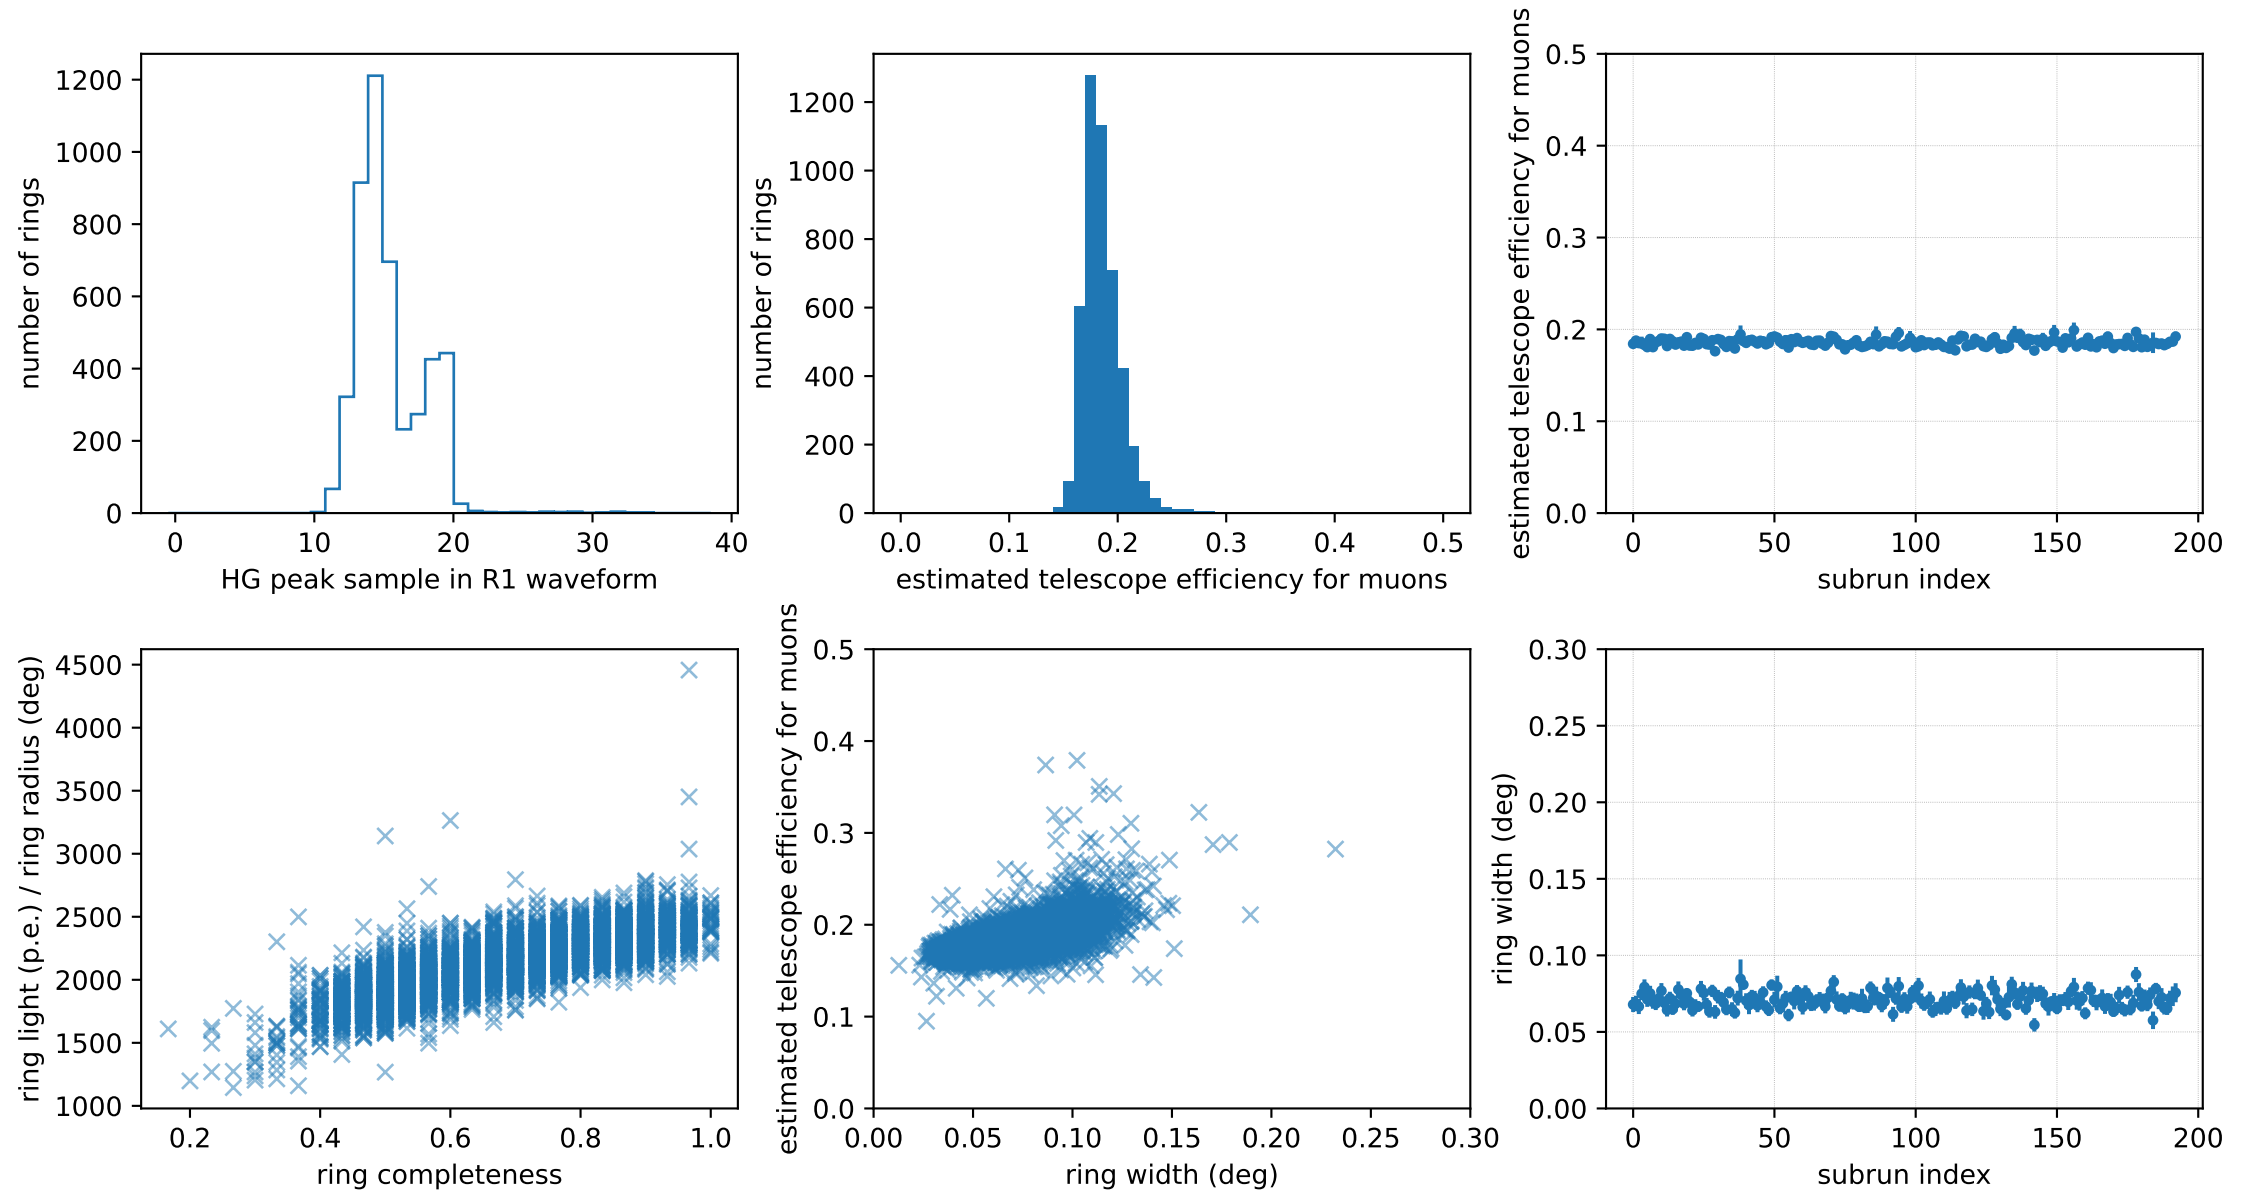 number of rings
1200
1000
800
600
400
200
0
0 10 20 30 40
HG peak sample in R1 waveform
number of rings
1200
1000
800
600
400
200
0
0.0 0.1 0.2 0.3 0.4 0.5
estimated telescope efficiency for muons
estimated telescope efficiency for muons
0.5
0.4
0.3
0.2
0.1
0.0
0 50 100 150 200
subrun index
ring light (p.e.) / ring radius (deg)
4500
4000
3500
3000
2500
2000
1500
1000
0.2 0.4 0.6 0.8 1.0
ring completeness
estimated telescope efficiency for muons
0.5
0.4
0.3
0.2
0.1
0.0
0.00 0.05 0.10 0.15 0.20 0.25 0.30
ring width (deg)
ring width (deg)
0.30
0.25
0.20
0.15
0.10
0.05
0.00
0 50 100 150 200
subrun index